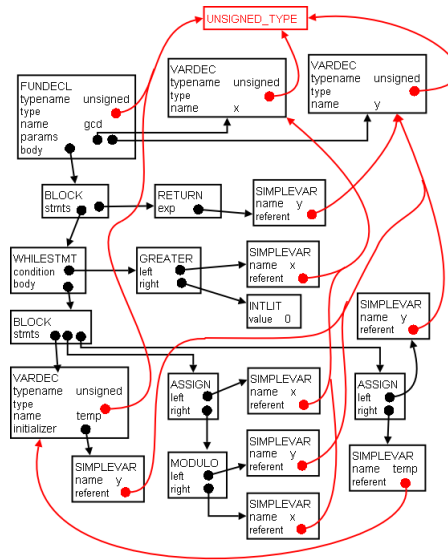 UNSIGNED_TYPE
FUNDECL
typename unsigned
type
name gcd
params
body
VARDEC
typename unsigned
type
name x
VARDEC
typename unsigned
type
name y
BLOCK
stmts
RETURN
exp
SIMPLEVAR
name y
referent
WHILESTMT
condition
body
GREATER
left
right
SIMPLEVAR
name x
referent
INTLIT
value 0
SIMPLEVAR
name y
referent
BLOCK
stmts
VARDEC
typename unsigned
type
name temp
initializer
ASSIGN
left
right
SIMPLEVAR
name x
referent
ASSIGN
left
right
SIMPLEVAR
name y
referent
MODULO
left
right
SIMPLEVAR
name y
referent
SIMPLEVAR
name temp
referent
SIMPLEVAR
name x
referent